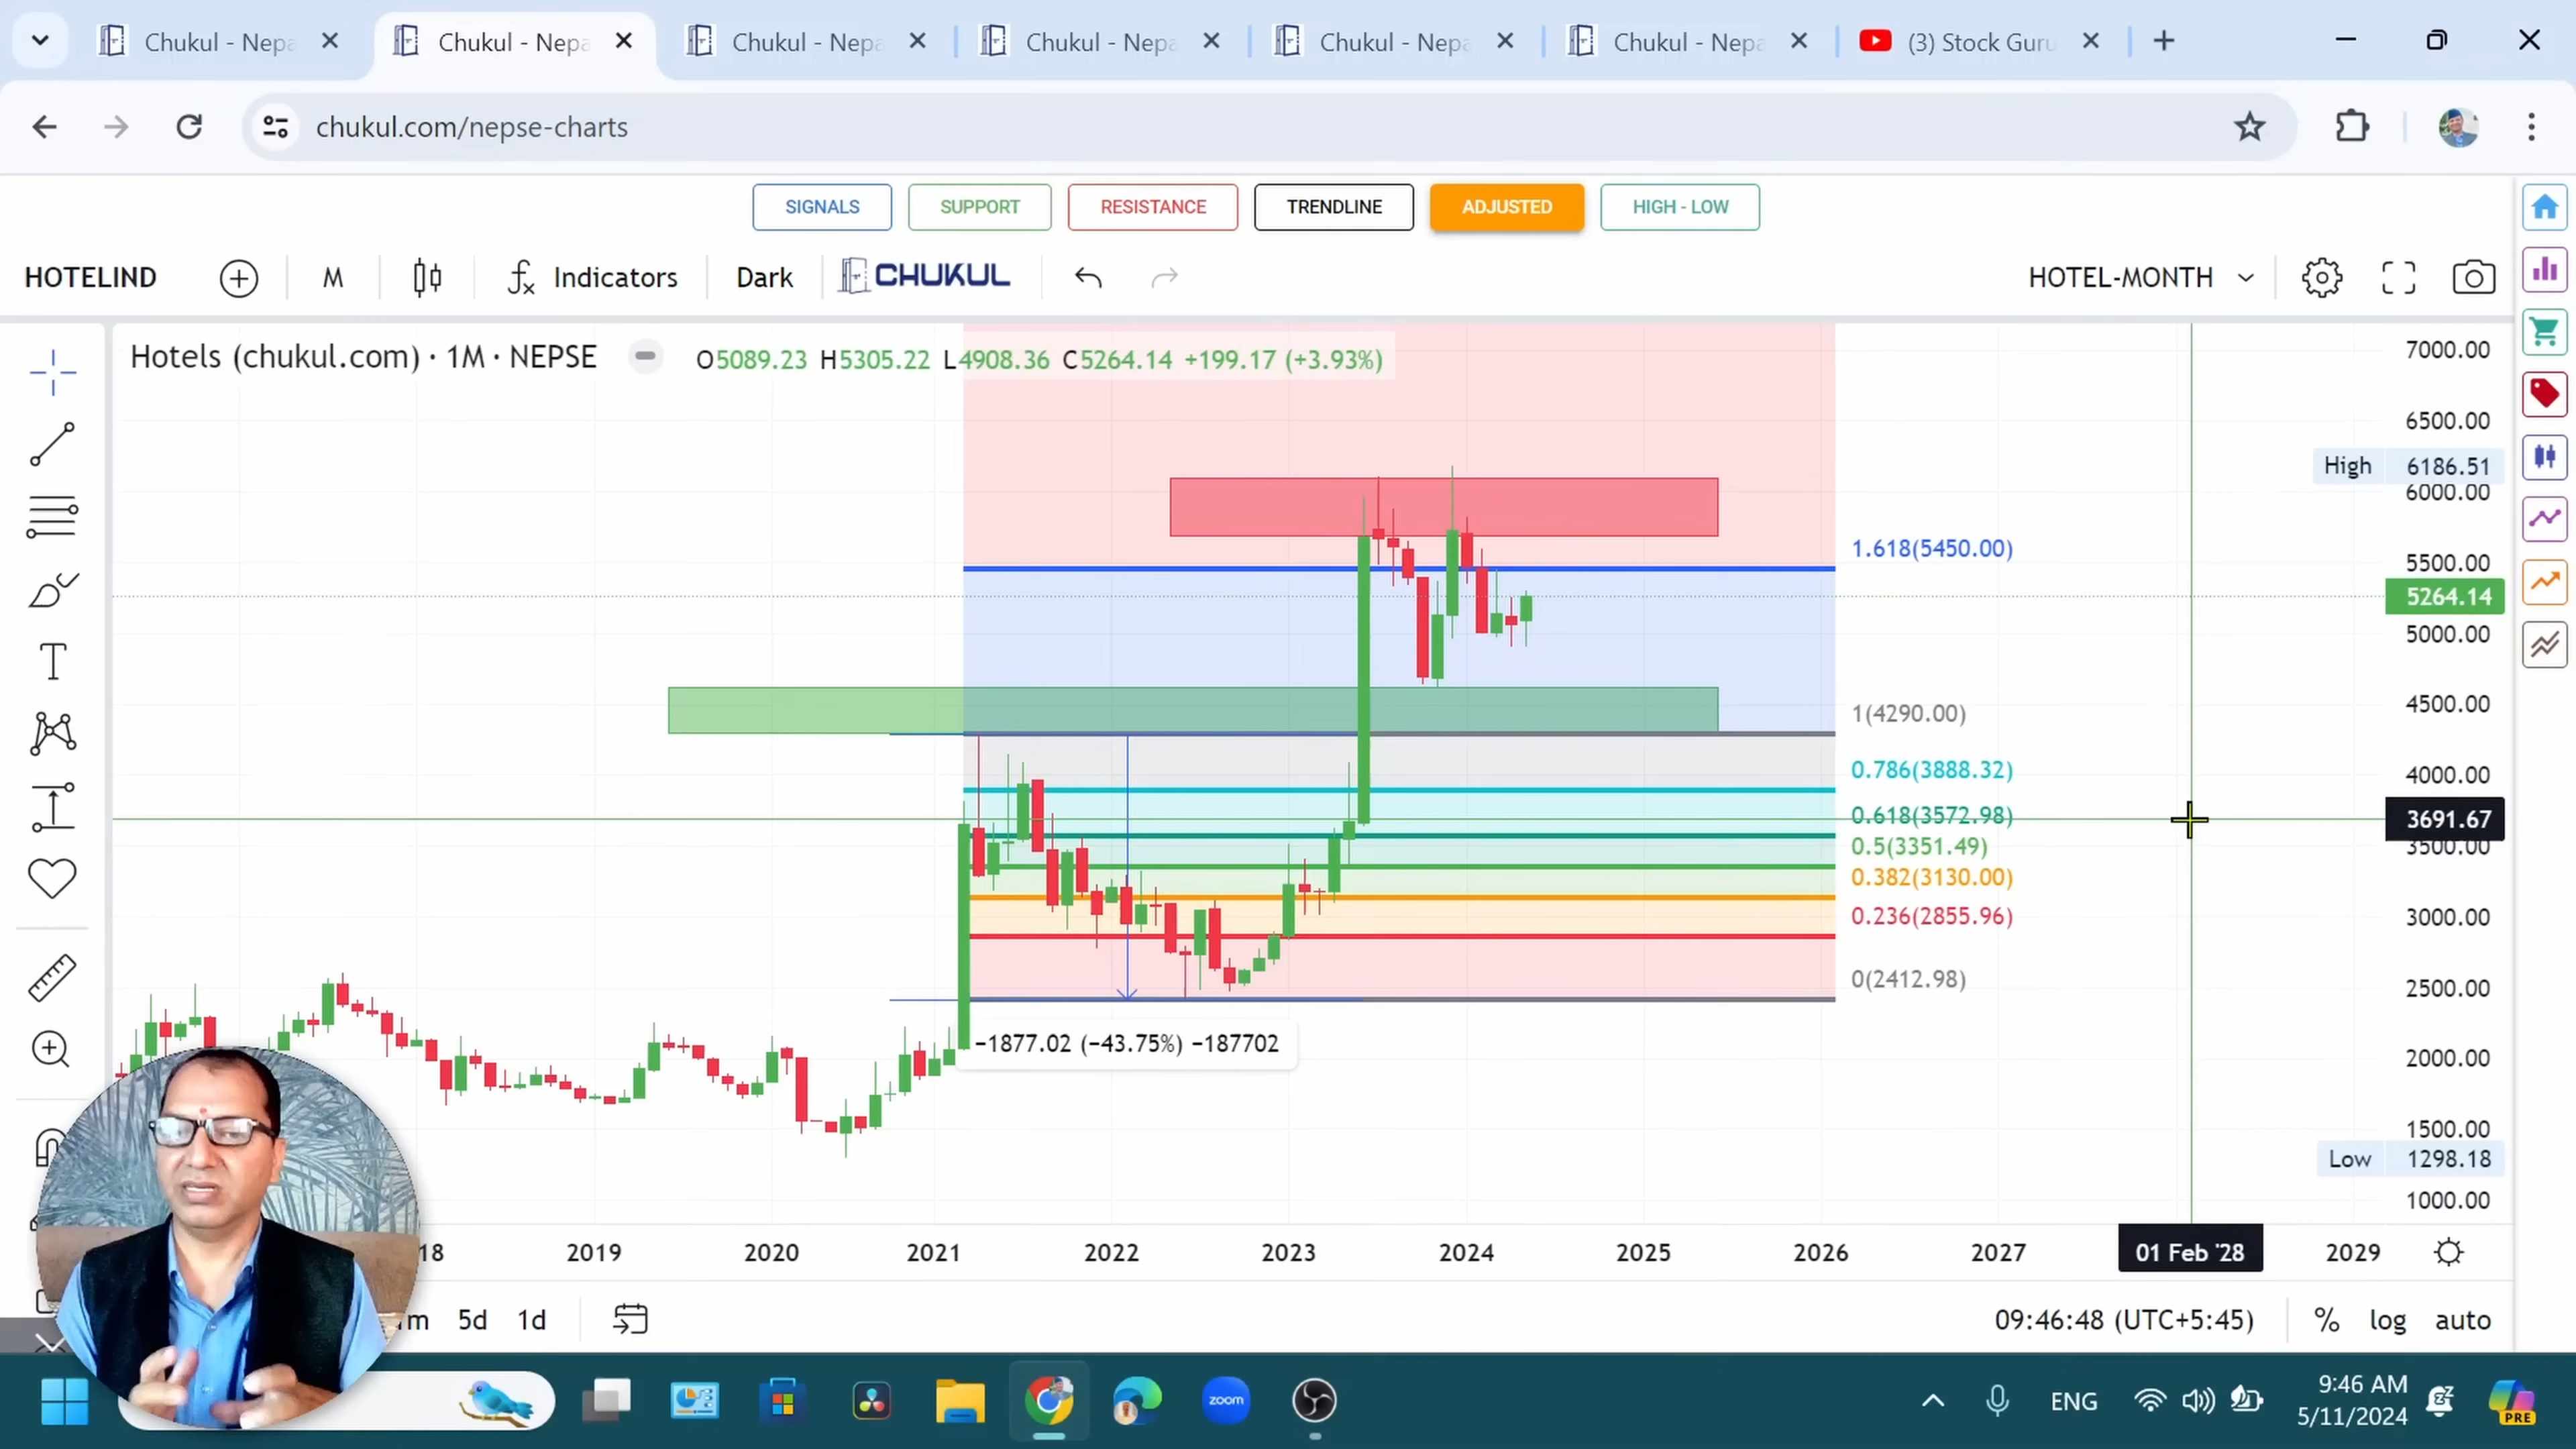 Chukul - Nepa
Chukul - Nepa
Chukul - Nepa
Chukul - Nepa
Chukul - Nepa
Chukul - Nepa
(3) Stock Guru
chukul.com/nepse-charts
SIGNALS
SUPPORT
RESISTANCE
TRENDLINE
ADJUSTED
HIGH - LOW
HOTELIND
M
Indicators
Dark
CHUKUL
HOTEL-MONTH
Hotels (chukul.com) · 1M · NEPSE
O5089.23 H5305.22 L4908.36 C5264.14 +199.17 (+3.93%)
7000.00
6500.00
High 6186.51
6000.00
1.618(5450.00)
5500.00
5264.14
5000.00
4500.00
1(4290.00)
0.786(3888.32)
4000.00
0.618(3572.98)
3691.67
0.5(3351.49)
3500.00
0.382(3130.00)
0.236(2855.96)
3000.00
0(2412.98)
2500.00
−1877.02 (−43.75%) −187702
2000.00
1500.00
Low 1298.18
1000.00
18
2019
2020
2021
2022
2023
2024
2025
2026
2027
01 Feb '28
2029
m
5d
1d
09:46:48 (UTC+5:45)
%
log
auto
zoom
ENG
9:46 AM
5/11/2024
PRE